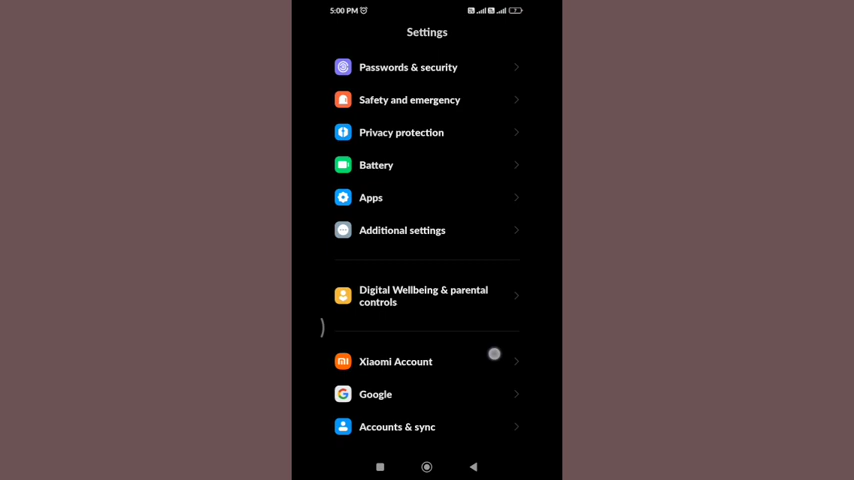 5:00 PM
Settings
Passwords & security
Safety and emergency
Privacy protection
Battery
Apps
Additional settings
Digital Wellbeing & parental
controls
Xiaomi Account
Google
Accounts & sync